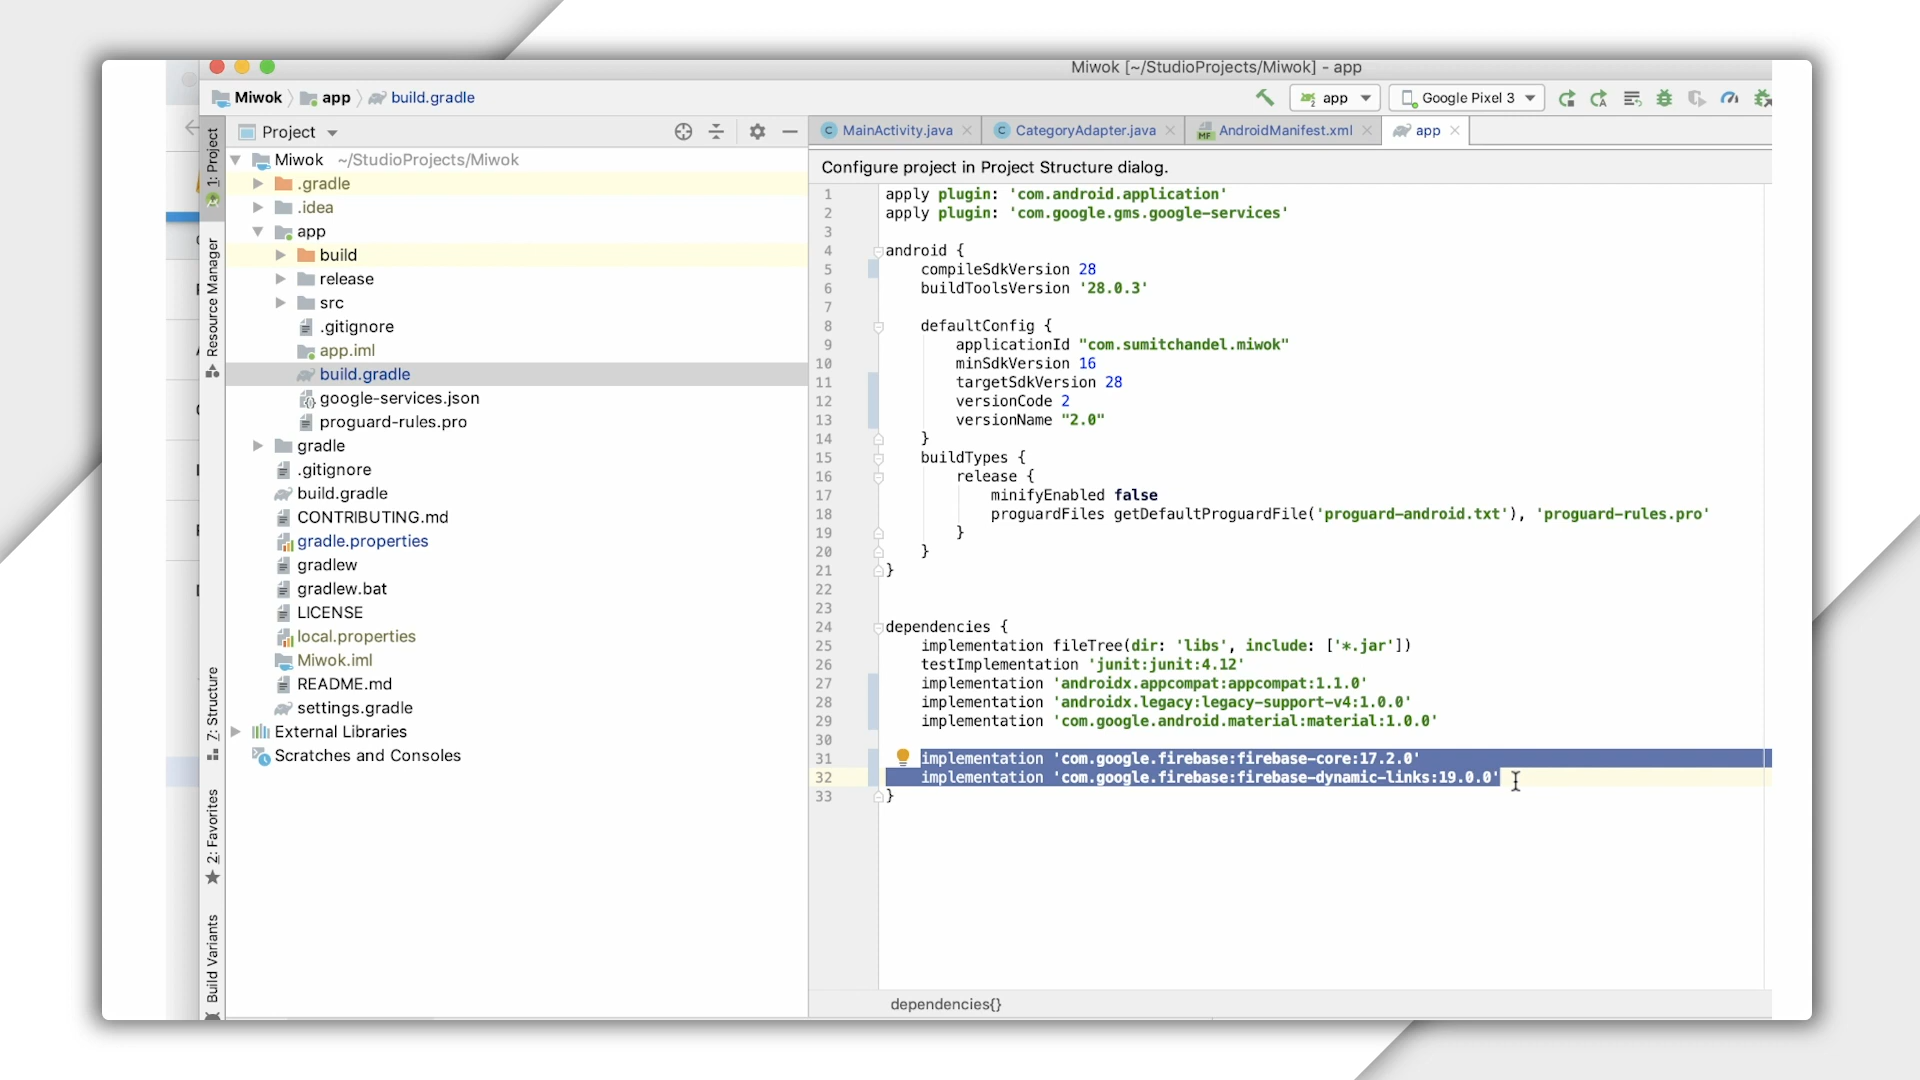 Miwok [~/StudioProjects/Miwok] - app
Miwok app build.gradle
app Google Pixel 3
1: Project
Resource Manager
7: Structure
2: Favorites
Build Variants
Project
Miwok ~/StudioProjects/Miwok
.gradle
.idea
app
build
release
src
.gitignore
app.iml
build.gradle
google-services.json
proguard-rules.pro
gradle
.gitignore
build.gradle
CONTRIBUTING.md
gradle.properties
gradlew
gradlew.bat
LICENSE
local.properties
Miwok.iml
README.md
settings.gradle
External Libraries
Scratches and Consoles
MainActivity.java CategoryAdapter.java AndroidManifest.xml app
Configure project in Project Structure dialog.
1 apply plugin: 'com.android.application'
2 apply plugin: 'com.google.gms.google-services'
3
4 android {
5 compileSdkVersion 28
6 buildToolsVersion '28.0.3'
7
8 defaultConfig {
9 applicationId "com.sumitchandel.miwok"
10 minSdkVersion 16
11 targetSdkVersion 28
12 versionCode 2
13 versionName "2.0"
14 }
15 buildTypes {
16 release {
17 minifyEnabled false
18 proguardFiles getDefaultProguardFile('proguard-android.txt'), 'proguard-rules.pro'
19 }
20 }
21 }
22
23
24 dependencies {
25 implementation fileTree(dir: 'libs', include: ['*.jar'])
26 testImplementation 'junit:junit:4.12'
27 implementation 'androidx.appcompat:appcompat:1.1.0'
28 implementation 'androidx.legacy:legacy-support-v4:1.0.0'
29 implementation 'com.google.android.material:material:1.0.0'
30
31 implementation 'com.google.firebase:firebase-core:17.2.0'
32 implementation 'com.google.firebase:firebase-dynamic-links:19.0.0'
33 }
dependencies{}